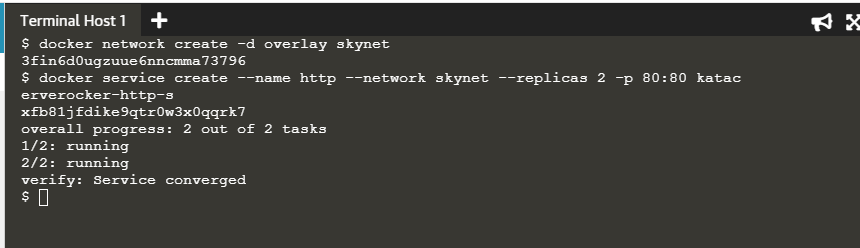 Terminal Host 1 +
$ docker network create -d overlay skynet
3fin6d0ugzuue6nncmma73796
$ docker service create --name http --network skynet --replicas 2 -p 80:80 katac
erverocker-http-s
xfb81jfdike9qtr0w3x0qqrk7
overall progress: 2 out of 2 tasks
1/2: running
2/2: running
verify: Service converged
$